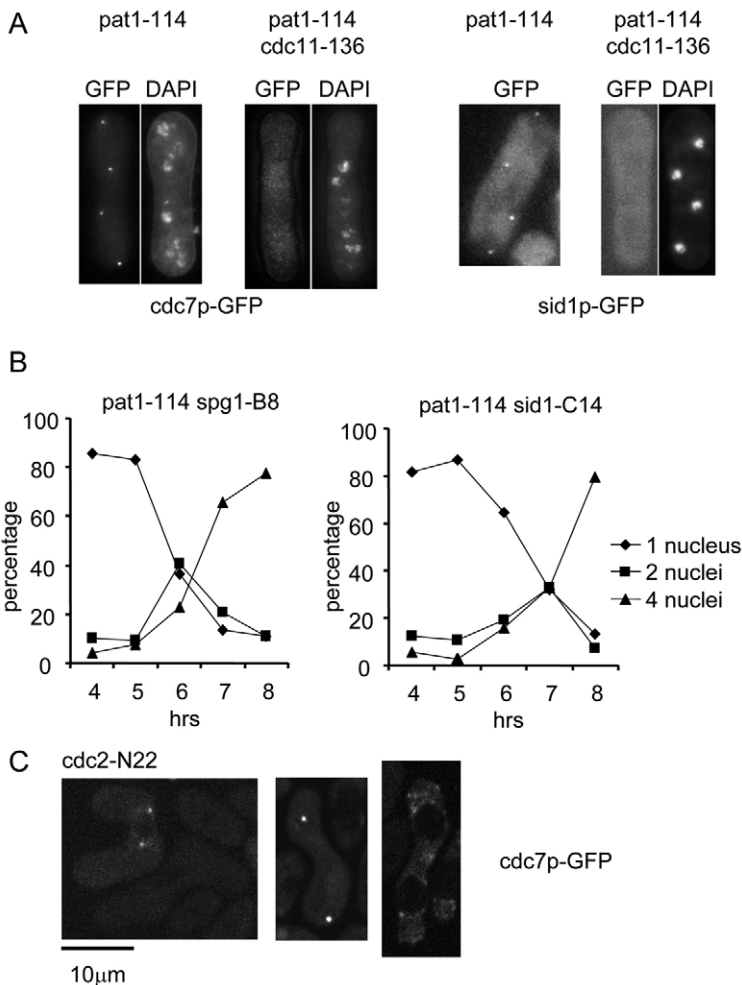 A
pat1-114
pat1-114
cdc11-136
pat1-114
pat1-114
cdc11-136
GFP DAPI
GFP DAPI
GFP
GFP DAPI
cdc7p-GFP
sid1p-GFP
B
pat1-114 spg1-B8
percentage
100
80
60
40
20
0
4 5 6 7 8
hrs
pat1-114 sid1-C14
percentage
100
80
60
40
20
0
4 5 6 7 8
hrs
1 nucleus
2 nuclei
4 nuclei
C
cdc2-N22
cdc7p-GFP
10μm